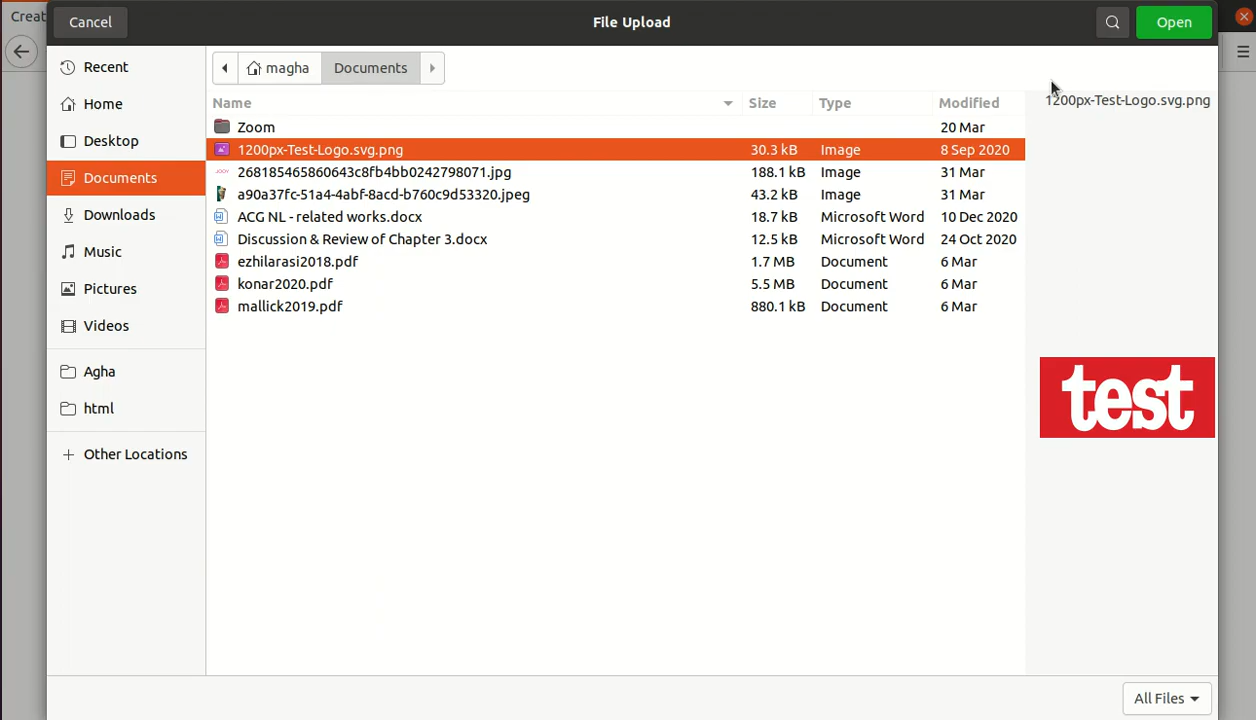 Creat
Cancel
File Upload
Open
Recent
Home
Desktop
Documents
Downloads
Music
Pictures
Videos
Agha
html
Other Locations
magha
Documents
Name Size Type Modified
Zoom 20 Mar
1200px-Test-Logo.svg.png 30.3 kB Image 8 Sep 2020
268185465860643c8fb4bb0242798071.jpg 188.1 kB Image 31 Mar
a90a37fc-51a4-4abf-8acd-b760c9d53320.jpeg 43.2 kB Image 31 Mar
ACG NL - related works.docx 18.7 kB Microsoft Word 10 Dec 2020
Discussion & Review of Chapter 3.docx 12.5 kB Microsoft Word 24 Oct 2020
ezhilarasi2018.pdf 1.7 MB Document 6 Mar
konar2020.pdf 5.5 MB Document 6 Mar
mallick2019.pdf 880.1 kB Document 6 Mar
1200px-Test-Logo.svg.png
test
All Files